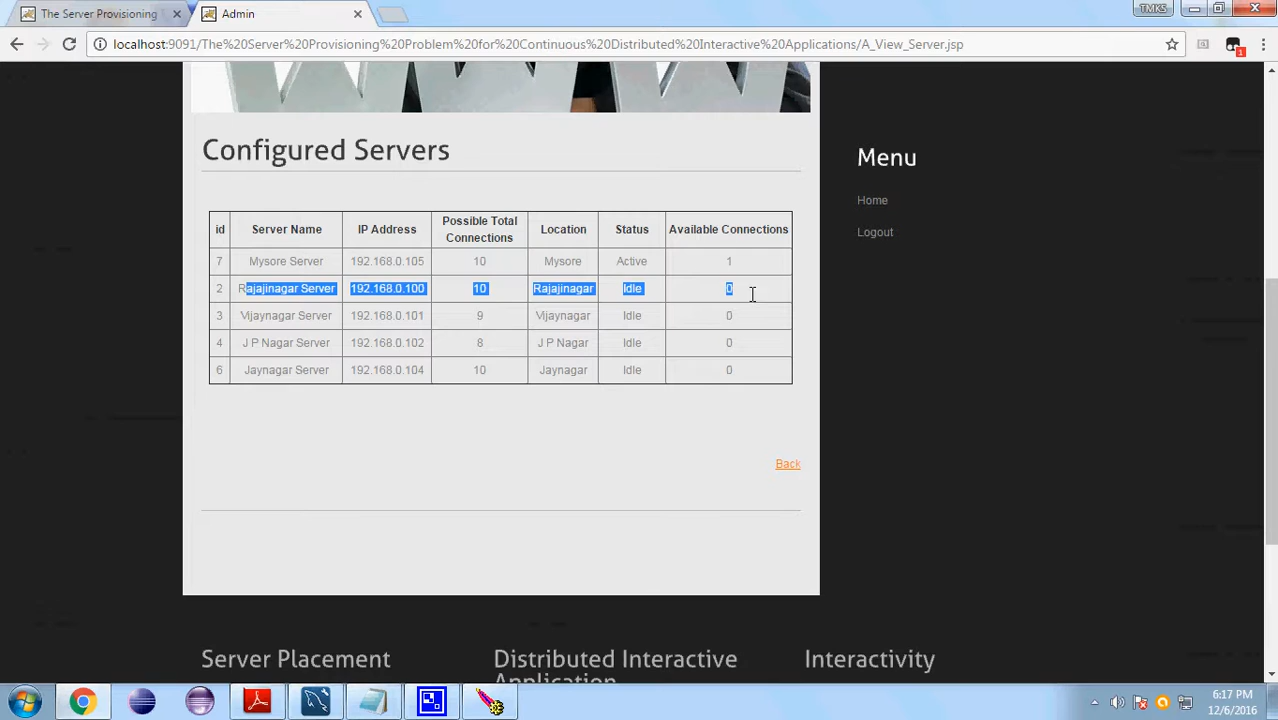 The Server Provisioning
Admin
TMKS
localhost:9091/The%20Server%20Provisioning%20Problem%20for%20Continuous%20Distributed%20Interactive%20Applications/A_View_Server.jsp
1
Configured Servers
Menu
Home
Logout
id Server Name IP Address Possible Total Connections Location Status Available Connections
7 Mysore Server 192.168.0.105 10 Mysore Active 1
2 Rajajinagar Server 192.168.0.100 10 Rajajinagar Idle 0
3 Vijaynagar Server 192.168.0.101 9 Vijaynagar Idle 0
4 J P Nagar Server 192.168.0.102 8 J P Nagar Idle 0
6 Jaynagar Server 192.168.0.104 10 Jaynagar Idle 0
Back
Server Placement
Distributed Interactive
Application
Interactivity
6:17 PM
12/6/2016